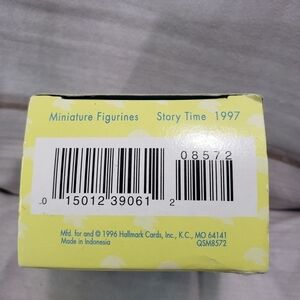 Miniature Figurines Story Time 1997
08572
0 15012 39061 2
Mfd. for and © 1996 Hallmark Cards, Inc., K.C., MO 64141
Made in Indonesia QSM8572